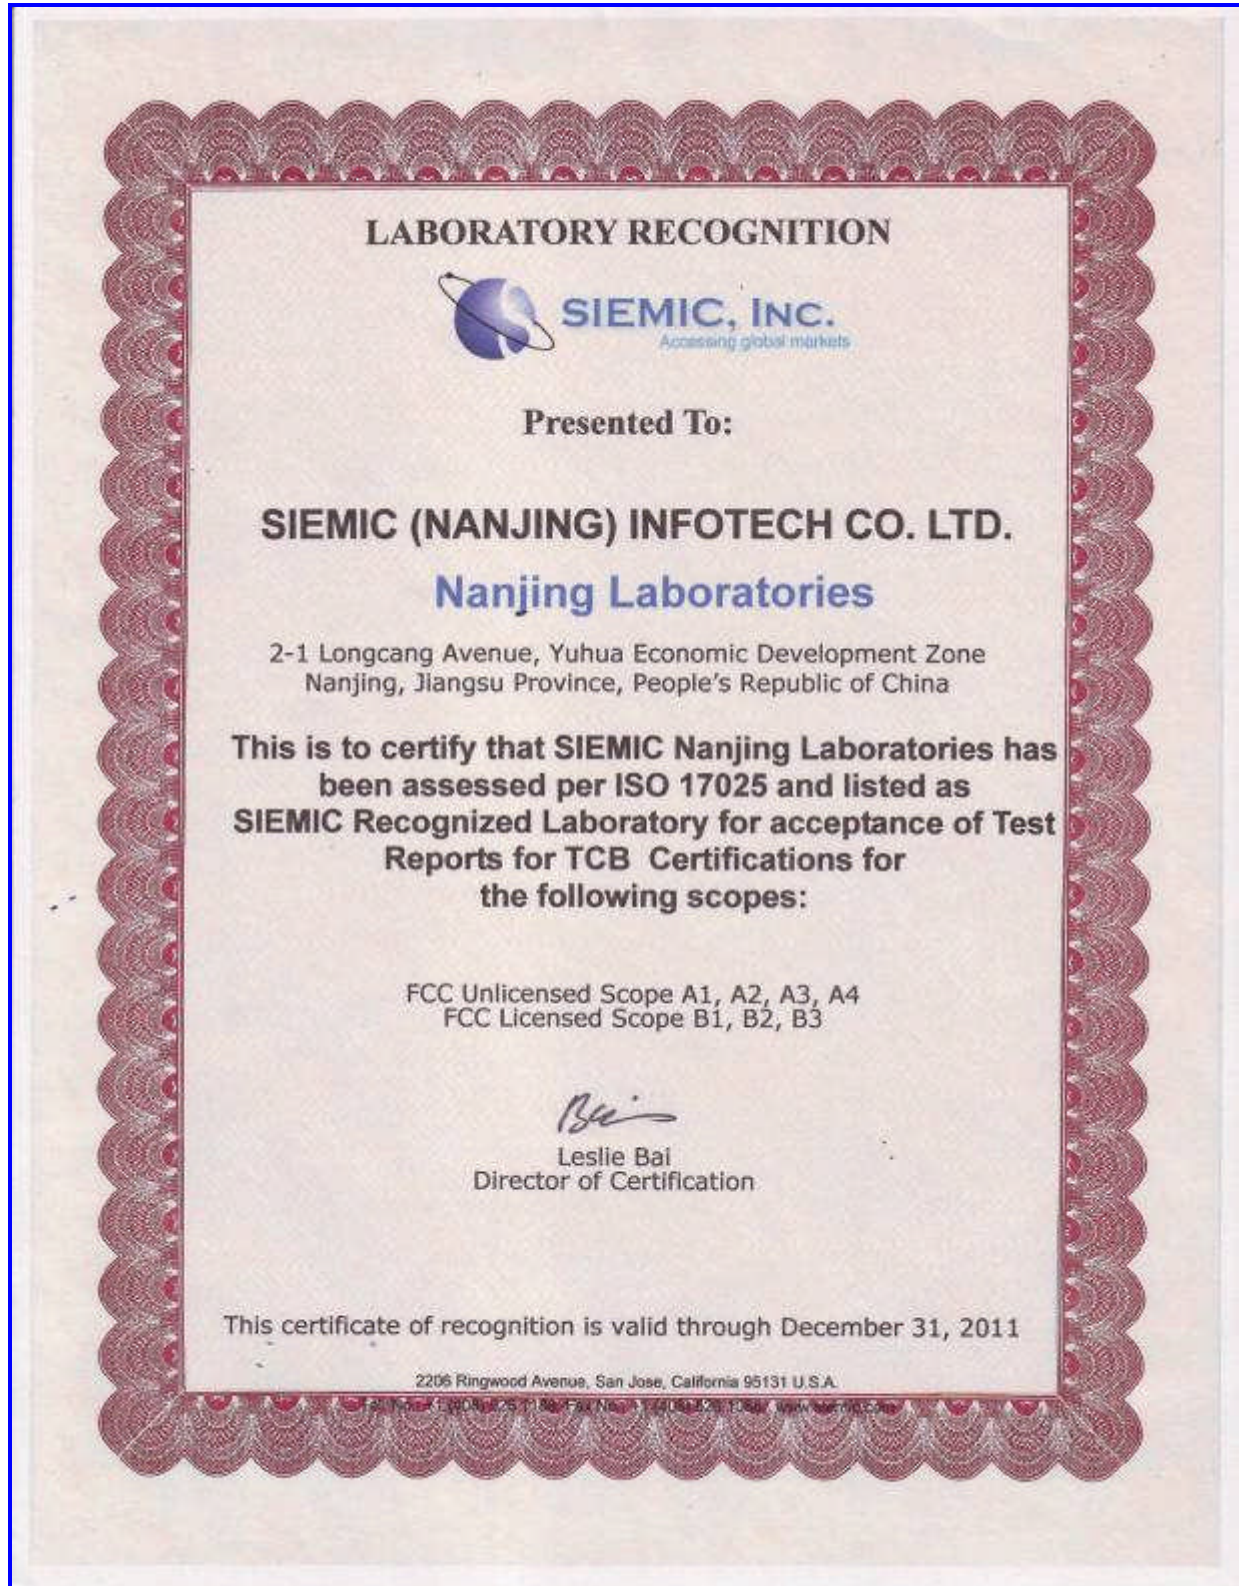 LABORATORY RECOGNITION
SIEMIC, INC.
Accessing global markets
Presented To:
SIEMIC (NANJING) INFOTECH CO. LTD.
Nanjing Laboratories
2-1 Longcang Avenue, Yuhua Economic Development Zone
Nanjing, Jiangsu Province, People's Republic of China
This is to certify that SIEMIC Nanjing Laboratories has
been assessed per ISO 17025 and listed as
SIEMIC Recognized Laboratory for acceptance of Test
Reports for TCB Certifications for
the following scopes:
FCC Unlicensed Scope A1, A2, A3, A4
FCC Licensed Scope B1, B2, B3
Bai
Leslie Bai
Director of Certification
This certificate of recognition is valid through December 31, 2011
2206 Ringwood Avenue, San Jose, California 95131 U.S.A.